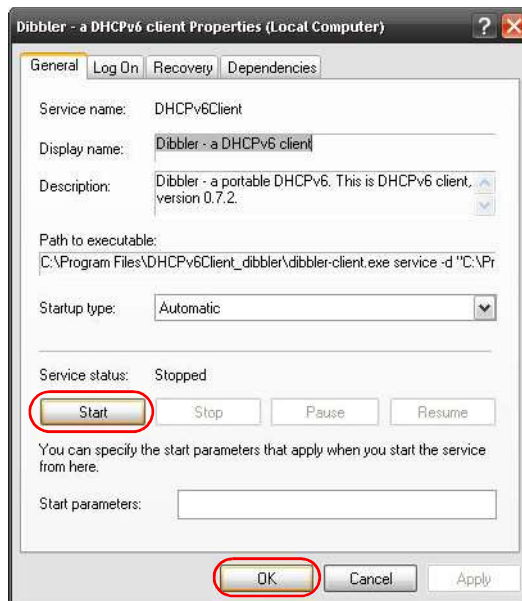 Dibbler - a DHCPv6 client Properties (Local Computer)
General Log On Recovery Dependencies
Service name: DHCPv6Client
Display name: Dibbler - a DHCPv6 client
Description: Dibbler - a portable DHCPv6. This is DHCPv6 client,
version 0.7.2.
Path to executable:
C:\Program Files\DHCPv6Client_dibbler\dibbler-client.exe service -d "C:\Pr
Startup type: Automatic
Service status: Stopped
Start Stop Pause Resume
You can specify the start parameters that apply when you start the service
from here.
Start parameters:
OK Cancel Apply